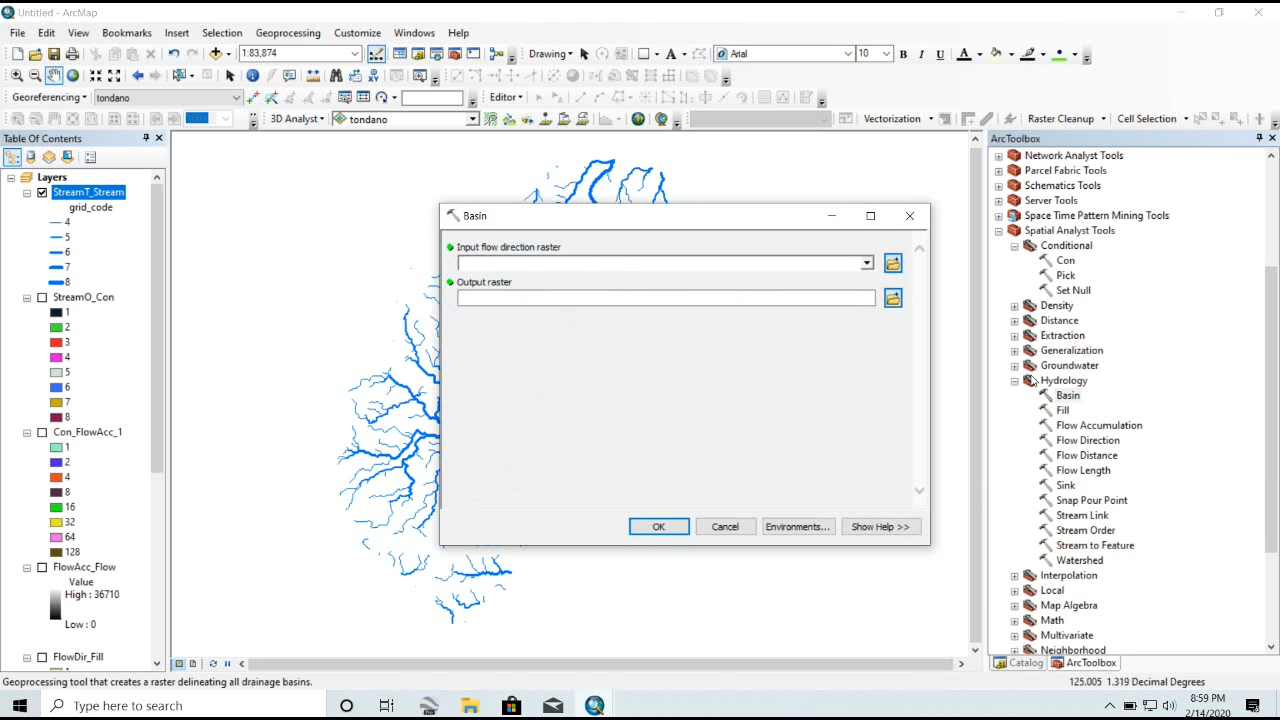 Untitled - ArcMap
File Edit View Bookmarks Insert Selection Geoprocessing Customize Windows Help
1:83,874 Drawing Arial 10 B I U A
Georeferencing tondano Editor
3D Analyst tondano Vectorization Raster Cleanup Cell Selection
Table Of Contents
Layers
StreamT_Stream
grid_code
4
5
6
7
8
StreamO_Con
1
2
3
4
5
6
7
8
Con_FlowAcc_1
1
2
4
8
16
32
64
128
FlowAcc_Flow
Value
High : 36710
Low : 0
FlowDir_Fill
Basin
Input flow direction raster
Output raster
OK Cancel Environments... Show Help >>
ArcToolbox
Network Analyst Tools
Parcel Fabric Tools
Schematics Tools
Server Tools
Space Time Pattern Mining Tools
Spatial Analyst Tools
Conditional
Con
Pick
Set Null
Density
Distance
Extraction
Generalization
Groundwater
Hydrology
Basin
Fill
Flow Accumulation
Flow Direction
Flow Distance
Flow Length
Sink
Snap Pour Point
Stream Link
Stream Order
Stream to Feature
Watershed
Interpolation
Local
Map Algebra
Math
Multivariate
Neighborhood
Catalog ArcToolbox
Geoprocessing tool that creates a raster delineating all drainage basins.
125.005 1.319 Decimal Degrees
Type here to search
8:59 PM
2/14/2020